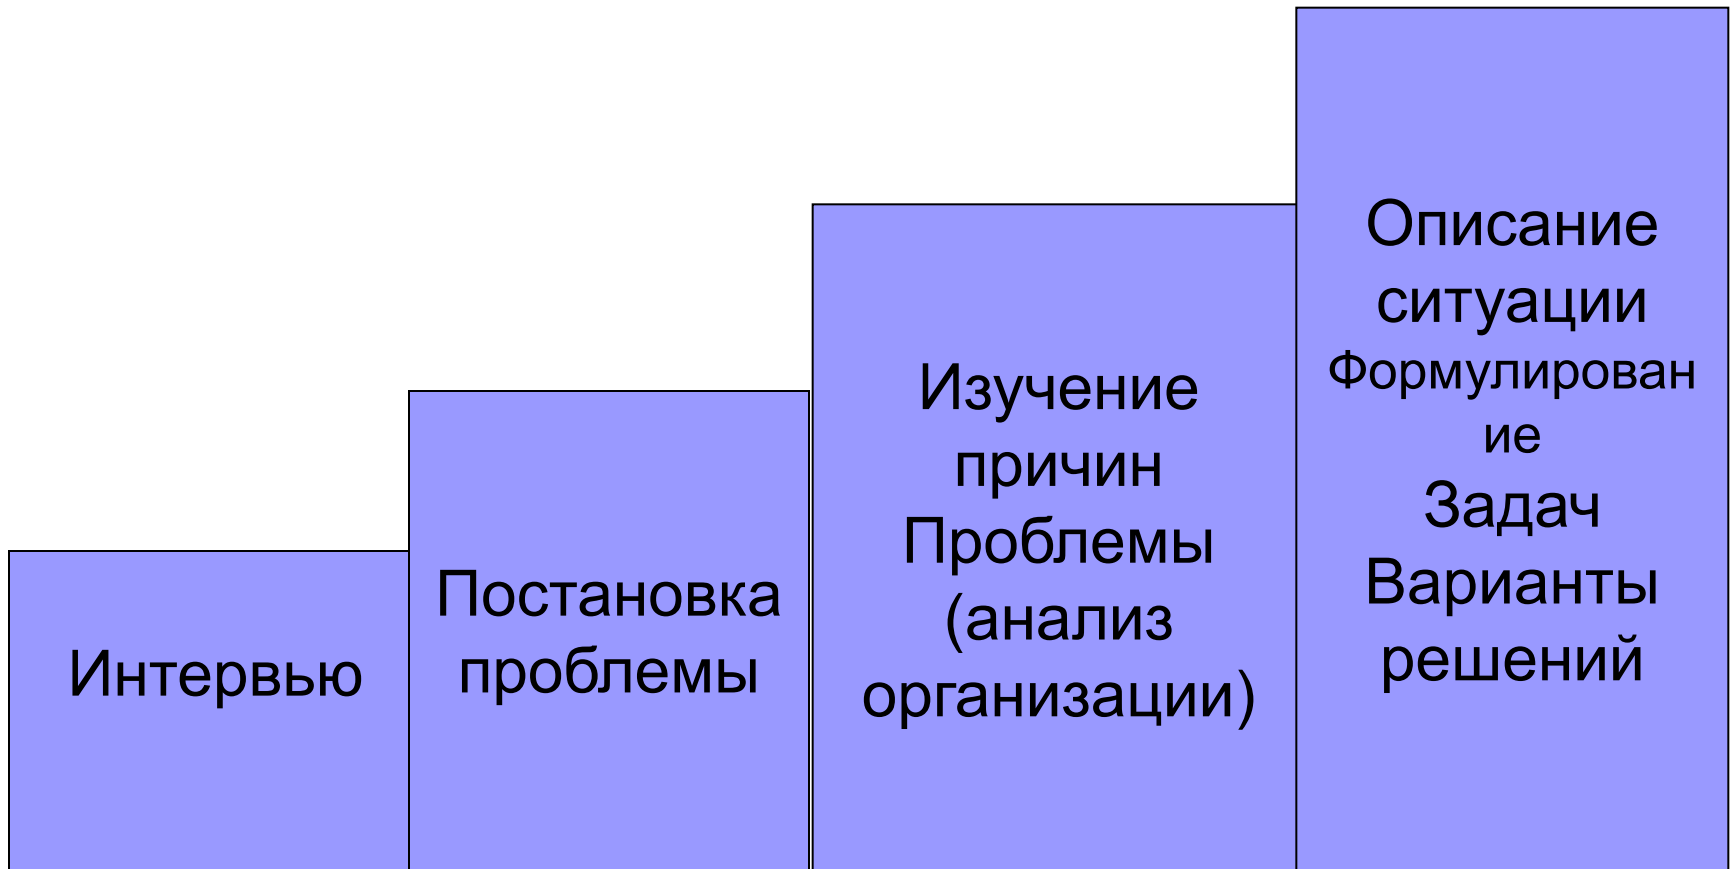 Интервью
Постановка
проблемы
Изучение
причин
Проблемы
(анализ
организации)
Описание
ситуации
Формулирован
ие
Задач
Варианты
решений